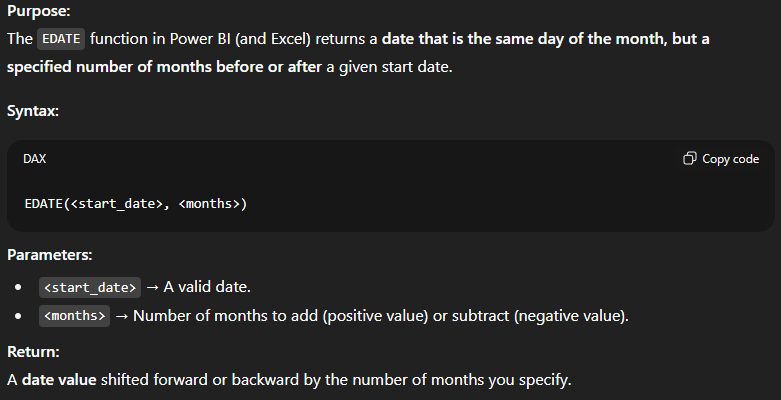 Purpose:
The EDATE function in Power BI (and Excel) returns a date that is the same day of the month, but a
specified number of months before or after a given start date.
Syntax:
DAX
Copy code
EDATE(<start_date>, <months>)
Parameters:
• <start_date> → A valid date.
• <months> → Number of months to add (positive value) or subtract (negative value).
Return:
A date value shifted forward or backward by the number of months you specify.